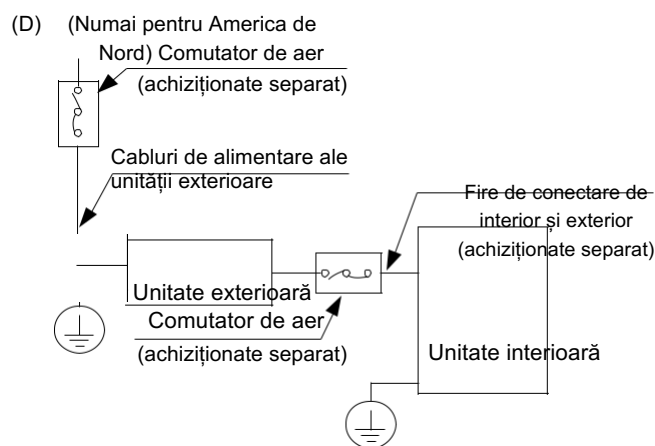 (D) (Numai pentru America de
Nord) Comutator de aer
(achiziționate separat)
Cabluri de alimentare ale
unității exterioare
Fire de conectare de
interior și exterior
(achiziționate separat)
Unitate exterioară
Comutator de aer
(achiziționate separat)
Unitate interioară